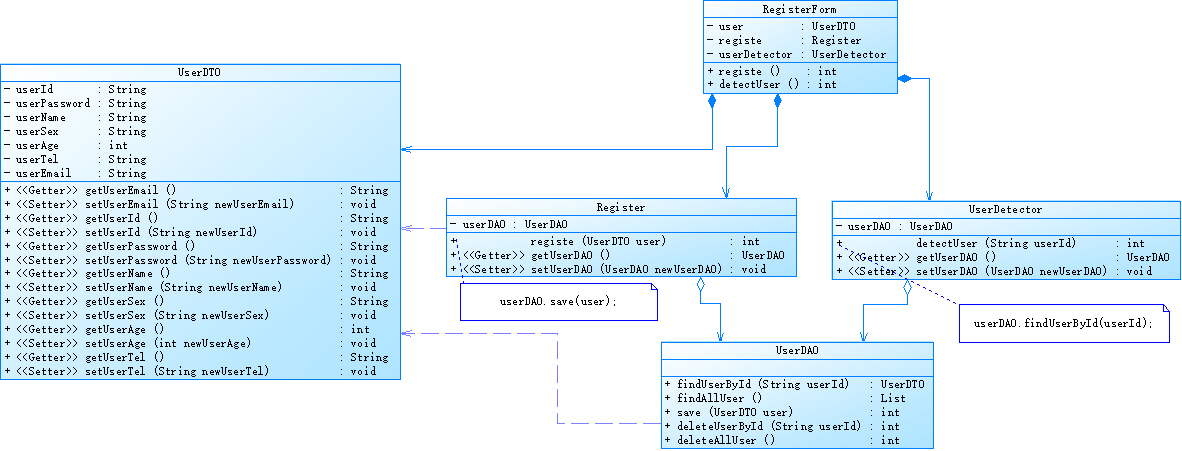 RegisterForm
- user : UserDTO
- registe : Register
- userDetector : UserDetector
+ registe () : int
+ detectUser () : int
UserDTO
- userId : String
- userPassword : String
- userName : String
- userSex : String
- userAge : int
- userTel : String
- userEmail : String
+ <<Getter>> getUserEmail () : String
+ <<Setter>> setUserEmail (String newUserEmail) : void
+ <<Getter>> getUserId () : String
+ <<Setter>> setUserId (String newUserId) : void
+ <<Getter>> getUserPassword () : String
+ <<Setter>> setUserPassword (String newUserPassword) : void
+ <<Getter>> getUserName () : String
+ <<Setter>> setUserName (String newUserName) : void
+ <<Getter>> getUserSex () : String
+ <<Setter>> setUserSex (String newUserSex) : void
+ <<Getter>> getUserAge () : int
+ <<Setter>> setUserAge (int newUserAge) : void
+ <<Getter>> getUserTel () : String
+ <<Setter>> setUserTel (String newUserTel) : void
Register
- userDAO : UserDAO
+ registe (UserDTO user) : int
+ <<Getter>> getUserDAO () : UserDAO
+ <<Setter>> setUserDAO (UserDAO newUserDAO) : void
userDAO.save(user);
UserDetector
- userDAO : UserDAO
+ detectUser (String userId) : int
+ <<Getter>> getUserDAO () : UserDAO
+ <<Setter>> setUserDAO (UserDAO newUserDAO) : void
userDAO.findUserById(userId);
UserDAO
+ findUserById (String userId) : UserDTO
+ findAllUser () : List
+ save (UserDTO user) : int
+ deleteUserById (String userId) : int
+ deleteAllUser () : int